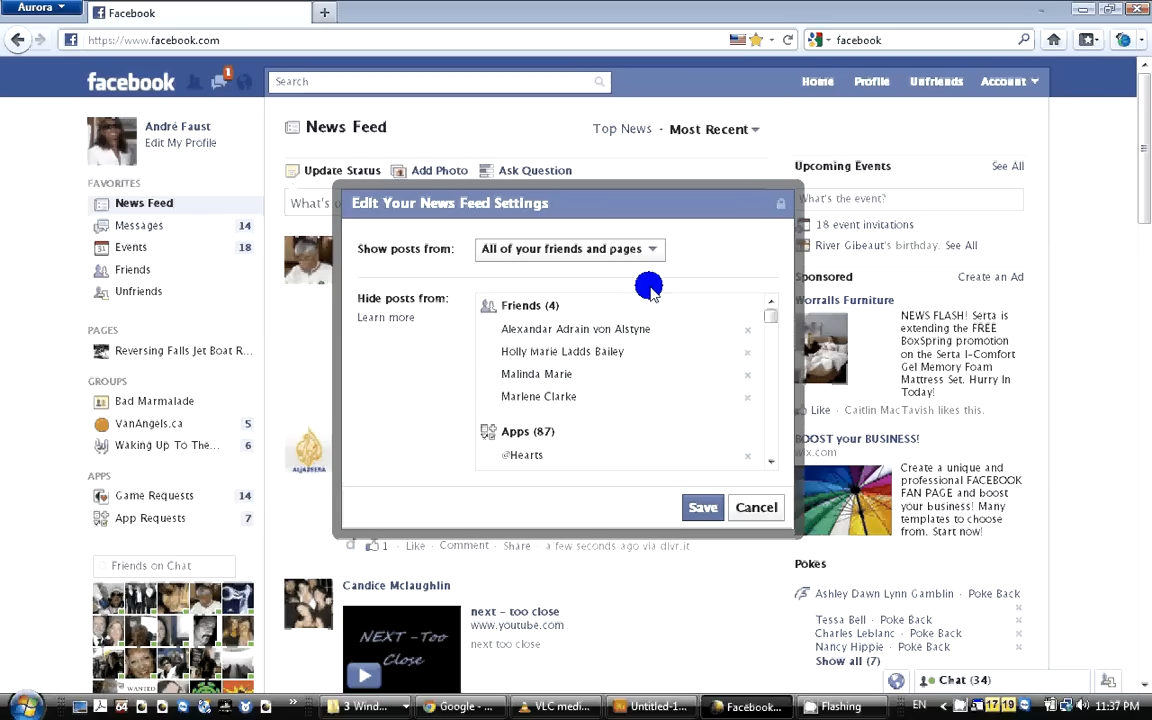 Aurora
Facebook
https://www.facebook.com
facebook
facebook
1
Search
Home
Profile
Unfriends
Account
André Faust
Edit My Profile
FAVORITES
News Feed
Messages 14
Events 18
Friends
Unfriends
PAGES
Reversing Falls Jet Boat R...
GROUPS
Bad Marmalade
VanAngels.ca 5
Waking Up To The... 6
APPS
Game Requests 14
App Requests 7
Friends on Chat
News Feed
Top News · Most Recent
Update Status
Add Photo
Ask Question
What's
Edit Your News Feed Settings
Show posts from:
All of your friends and pages
Hide posts from:
Learn more
Friends (4)
Alexandar Adrain von Alstyne
Holly Marie Ladds Bailey
Malinda Marie
Marlene Clarke
Apps (87)
@Hearts
Save
Cancel
1 · Like · Comment · Share · a few seconds ago via dlvr.it
Candice Mclaughlin
NEXT - Too
Close
next - too close
www.youtube.com
next too close
Upcoming Events
See All
What's the event?
18 event invitations
River Gibeaut's birthday. See All
Sponsored
Create an Ad
Worralls Furniture
NEWS FLASH! Serta is
extending the FREE
BoxSpring promotion
on the Serta I-Comfort
Gel Memory Foam
Mattress Set. Hurry In
Today!
Like · Caitlin MacTavish likes this.
BOOST your BUSINESS!
wix.com
Create a unique and
professional FACEBOOK
FAN PAGE and boost
your business! Many
templates to choose
from. Start now!
Pokes
Ashley Dawn Lynn Gamblin · Poke Back
Tessa Bell · Poke Back
Charles Leblanc · Poke Back
Nancy Hippie · Poke Back
Show all (7)
Chat (34)
64
3 Wind...
Google - ...
VLC medi...
Untitled-1...
Facebook...
Flashing
EN
17
19
11:37 PM